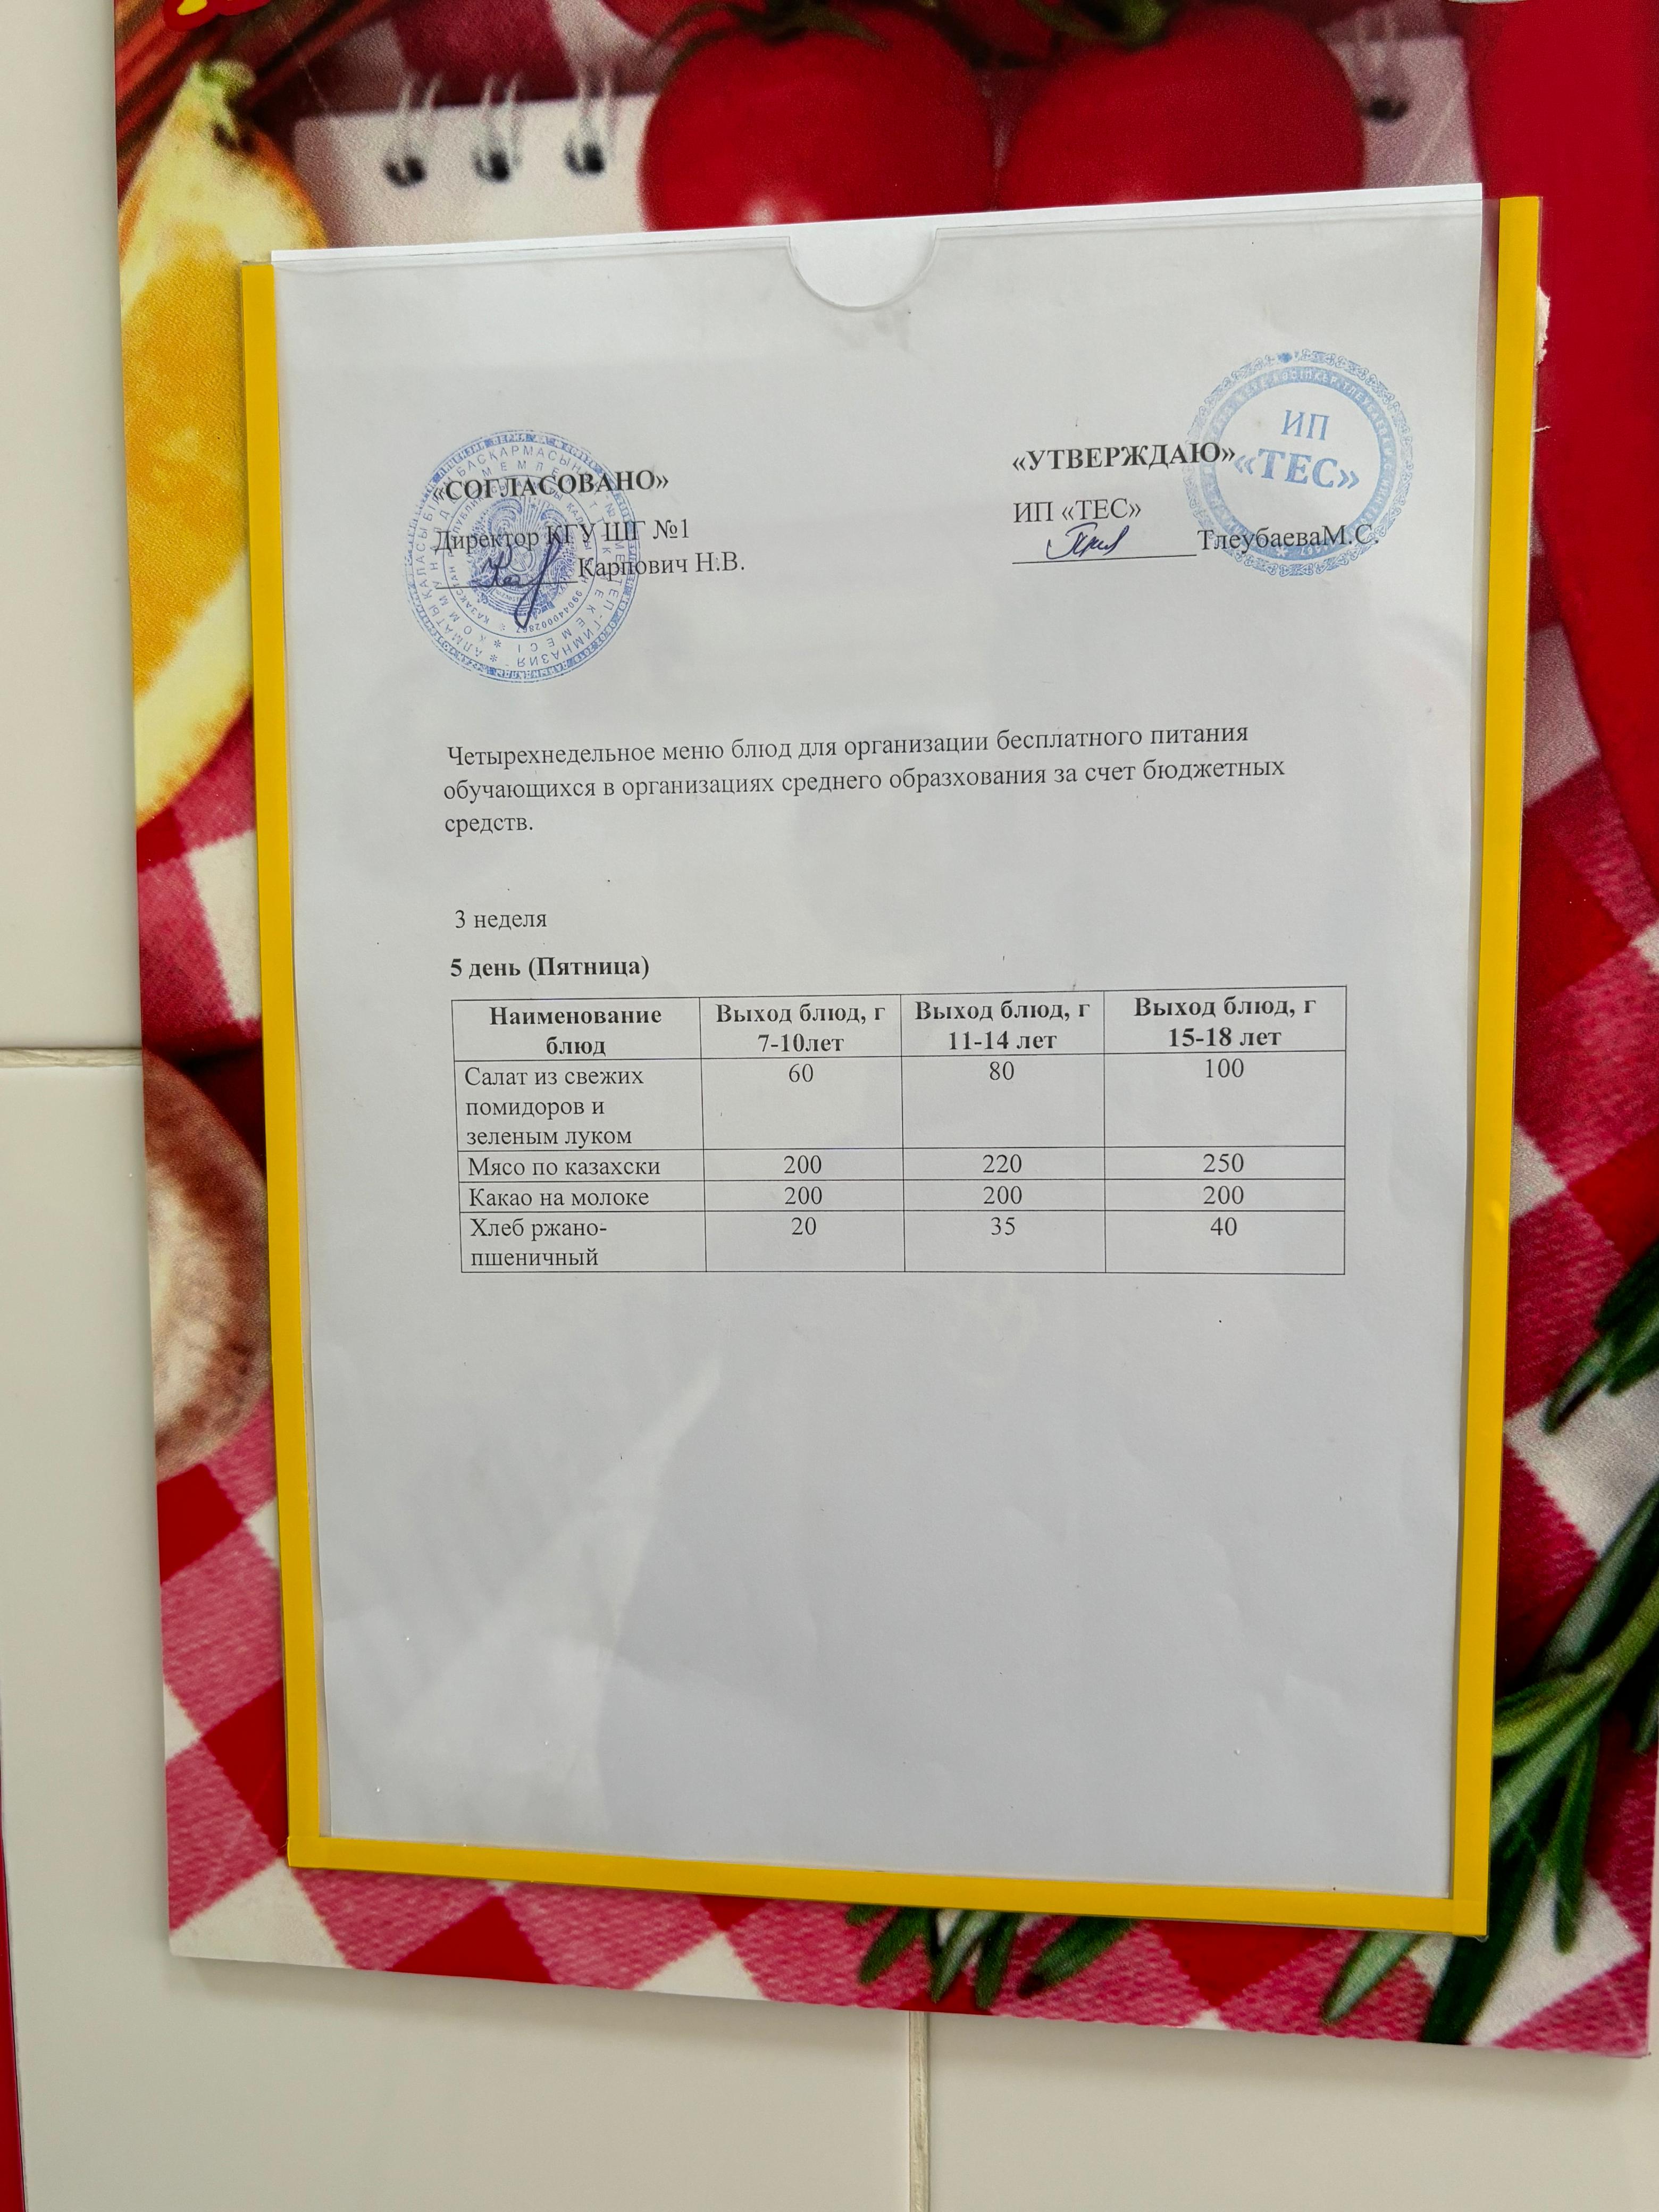 «СОГЛАСОВАНО»
Директор КГУ ШГ №1
Карпович Н.В.
«УТВЕРЖДАЮ»
ИП «ТЕС»
ТлеубаеваМ.С.
ИП
«ТЕС»
Четырехнедельное меню блюд для организации бесплатного питания
обучающихся в организациях среднего образхования за счет бюджетных
средств.
3 неделя
5 день (Пятница)
Наименование блюд Выход блюд, г 7-10лет Выход блюд, г 11-14 лет Выход блюд, г 15-18 лет
Салат из свежих помидоров и зеленым луком 60 80 100
Мясо по казахски 200 220 250
Какао на молоке 200 200 200
Хлеб ржано-пшеничный 20 35 40